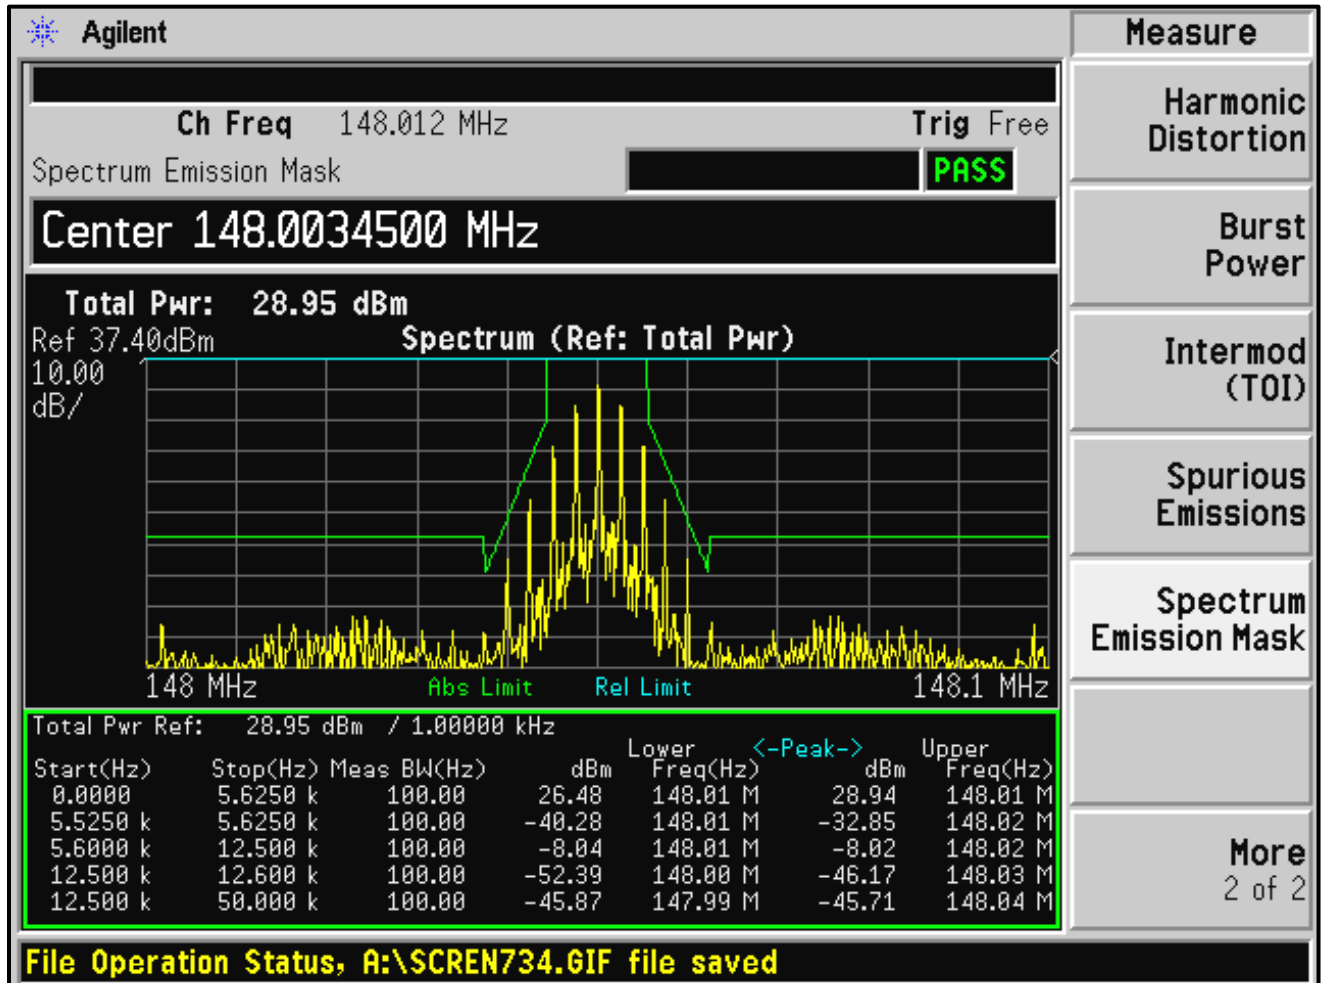 Agilent
Measure
Ch Freq 148.012 MHz Trig Free
Spectrum Emission Mask PASS
Center 148.0034500 MHz
Total Pwr: 28.95 dBm
Ref 37.40dBm Spectrum (Ref: Total Pwr)
10.00
dB/
148 MHz Abs Limit Rel Limit 148.1 MHz
Total Pwr Ref: 28.95 dBm / 1.00000 kHz
Lower <-Peak-> Upper
Start(Hz) Stop(Hz) Meas BW(Hz) dBm Freq(Hz) dBm Freq(Hz)
0.0000 5.6250 k 100.00 26.48 148.01 M 28.94 148.01 M
5.5250 k 5.6250 k 100.00 -40.28 148.01 M -32.85 148.02 M
5.6000 k 12.500 k 100.00 -8.04 148.01 M -8.02 148.02 M
12.500 k 12.600 k 100.00 -52.39 148.00 M -46.17 148.03 M
12.500 k 50.000 k 100.00 -45.87 147.99 M -45.71 148.04 M
Harmonic
Distortion
Burst
Power
Intermod
(TOI)
Spurious
Emissions
Spectrum
Emission Mask
More
2 of 2
File Operation Status, A:\SCREN734.GIF file saved